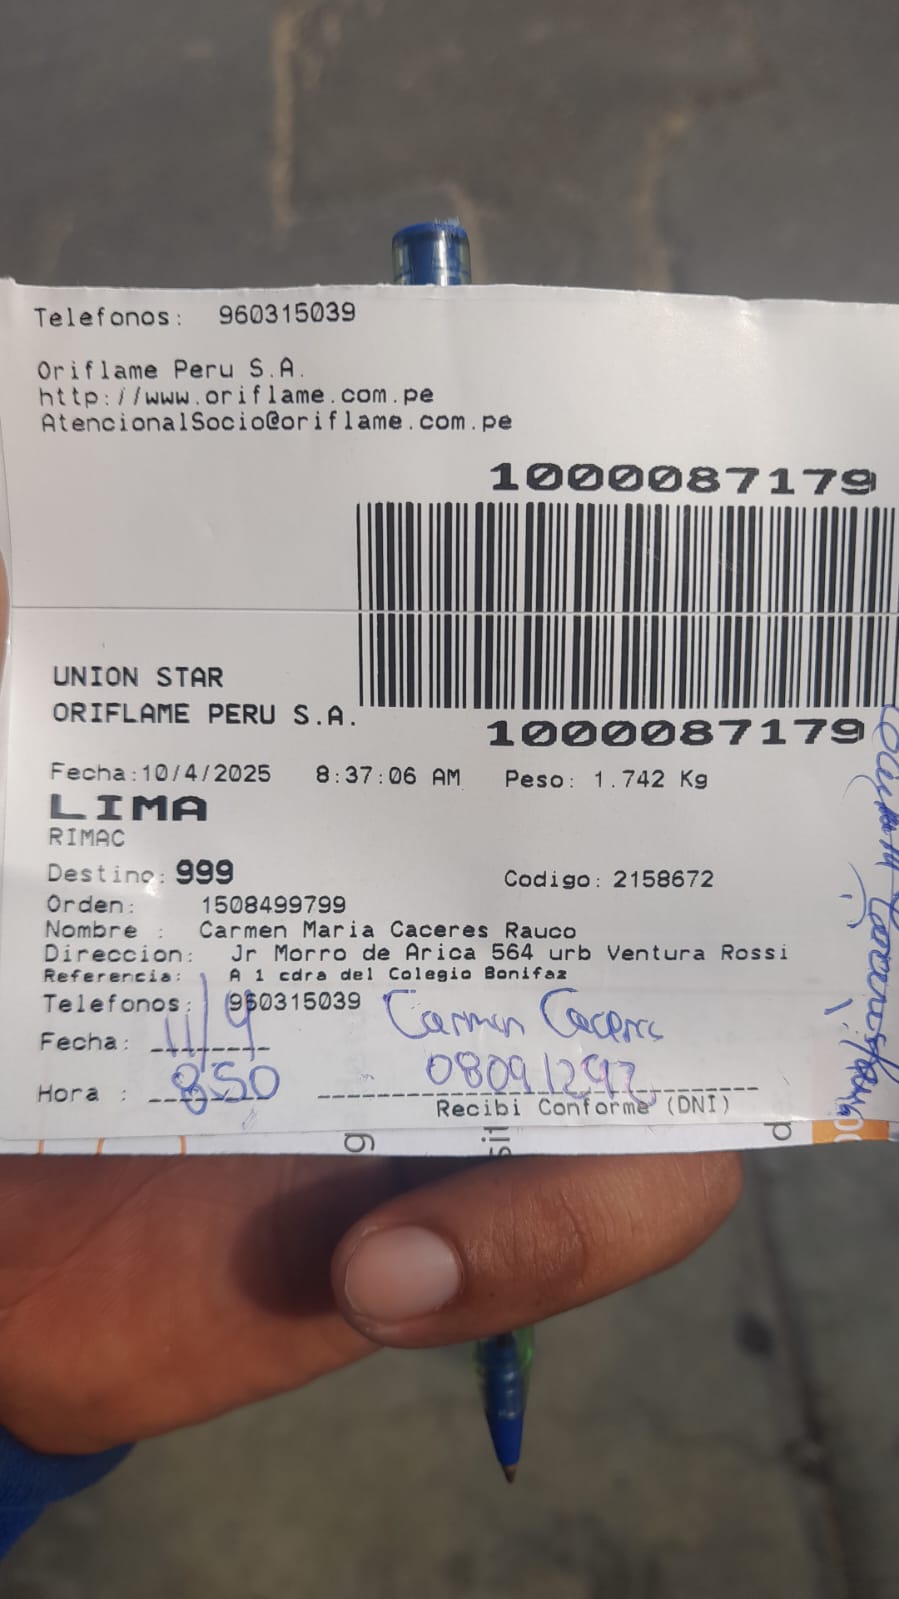 Telefonos: 960315039
Oriflame Peru S.A.
http://www.oriflame.com.pe
AtencionalSocio@oriflame.com.pe
1000087179
UNION STAR
ORIFLAME PERU S.A.
1000087179
Fecha:10/4/2025 8:37:06 AM Peso: 1.742 Kg
LIMA
RIMAC
Destino: 999 Codigo: 2158672
Orden: 1508499799
Nombre : Carmen Maria Caceres Rauco
Direccion: Jr Morro de Arica 564 urb Ventura Rossi
Referencia: A 1 cdra del Colegio Bonifaz
Telefonos: 960315039 Carmen Caceres
Fecha: 11/4
Hora : 850 08091292
Recibi Conforme (DNI)